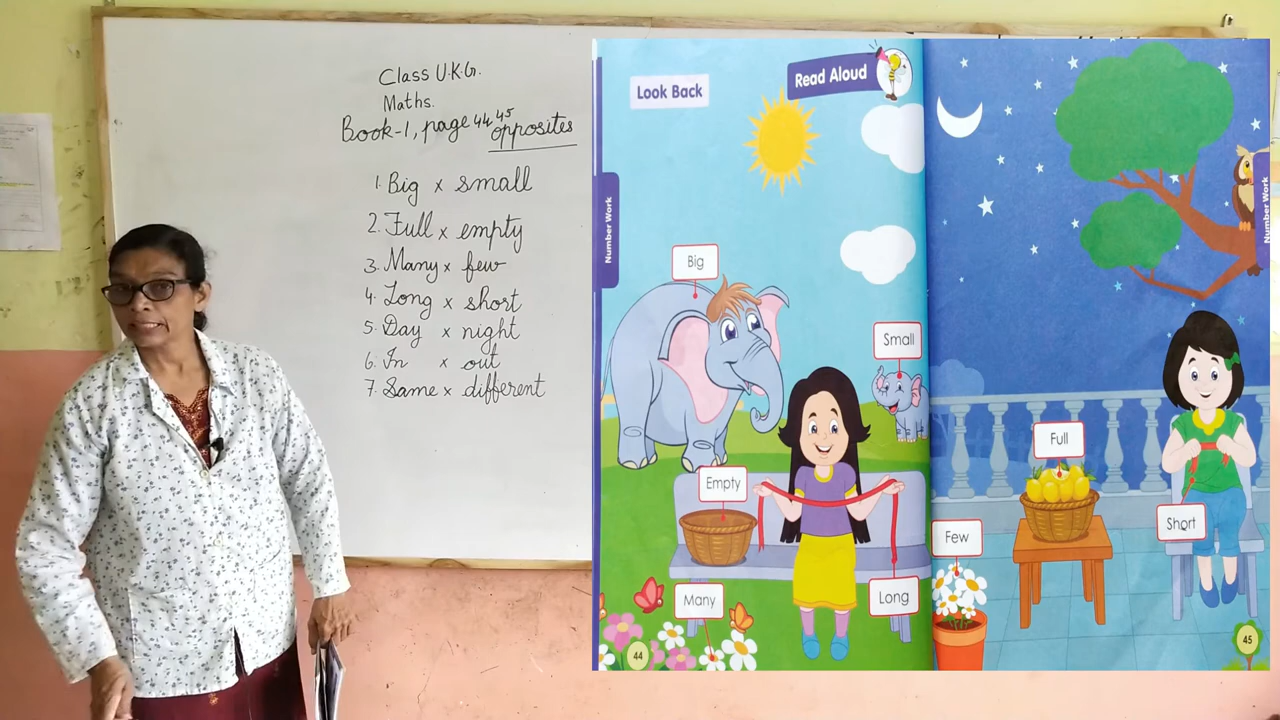 Class U.K.G.
Maths.
Book-1, page 44, 45
opposites
1. Big x small
2. Full x empty
3. Many x few
4. Long x short
5. Day x night
6. In x out
7. Same x different
Look Back
Read Aloud
Number Work
Big
Small
Empty
Many
Long
44
Number Work
Full
Few
Short
45